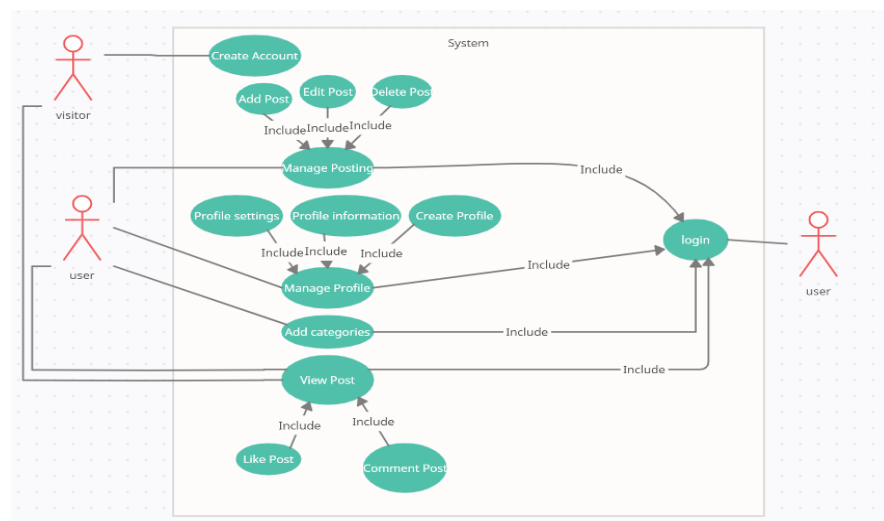 System
Create Account
visitor
Add Post
Edit Post
Delete Post
Include
Include
Include
Manage Posting
Include
Profile settings
Profile information
Create Profile
login
user
Include
Include
Include
Include
user
Manage Profile
Add categories
Include
View Post
Include
Include
Include
Like Post
Comment Post